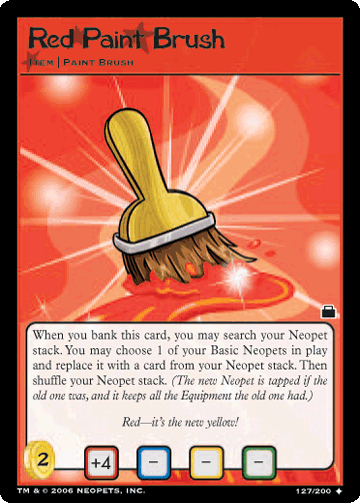 Red Paint Brush
Item | Paint Brush
When you bank this card, you may search your Neopet
stack. You may choose 1 of your Basic Neopets in play
and replace it with a card from your Neopet stack. Then
shuffle your Neopet stack. (The new Neopet is tapped if the
old one was, and it keeps all the Equipment the old one had.)
Red—it's the new yellow!
2 +4 – – –
TM & © 2006 NEOPETS, INC. 127/200 ♦